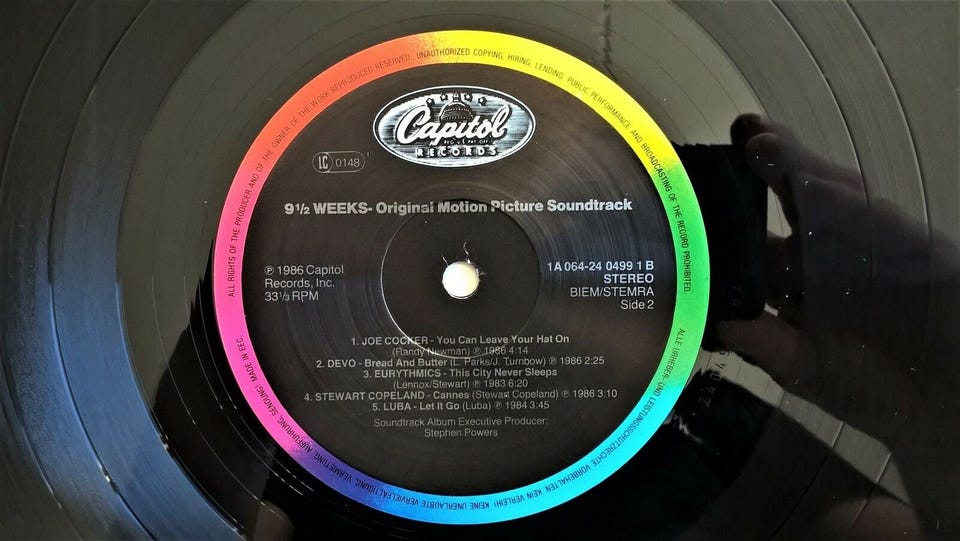 ALL RIGHTS OF THE PRODUCER AND OF THE OWNER OF THE WORK REPRODUCED RESERVED. UNAUTHORIZED COPYING, HIRING, LENDING, PUBLIC PERFORMANCE AND BROADCASTING OF THE RECORD PROHIBITED.
Capitol
RECORDS
LC 0148
9½ WEEKS- Original Motion Picture Soundtrack
℗ 1986 Capitol
Records, Inc.
33⅓ RPM
1A 064-24 0499 1 B
STEREO
BIEM/STEMRA
Side 2
1. JOE COCKER - You Can Leave Your Hat On
(Randy Newman) ℗ 1986 4:14
2. DEVO - Bread And Butter (L. Parks/J. Turnbow) ℗ 1986 2:25
3. EURYTHMICS - This City Never Sleeps
(Lennox/Stewart) ℗ 1983 6:20
4. STEWART COPELAND - Cannes (Stewart Copeland) ℗ 1986 3:10
5. LUBA - Let It Go (Luba) ℗ 1984 3:45
Soundtrack Album Executive Producer:
Stephen Powers
ALLE URHEBER- UND LEISTUNGSSCHUTZRECHTE VORBEHALTEN. KEIN VERLEIH! KEINE UNERLAUBTE VERVIELFÄLTIGUNG, VERMIETUNG, AUFFÜHRUNG, SENDUNG! MADE IN EEC.